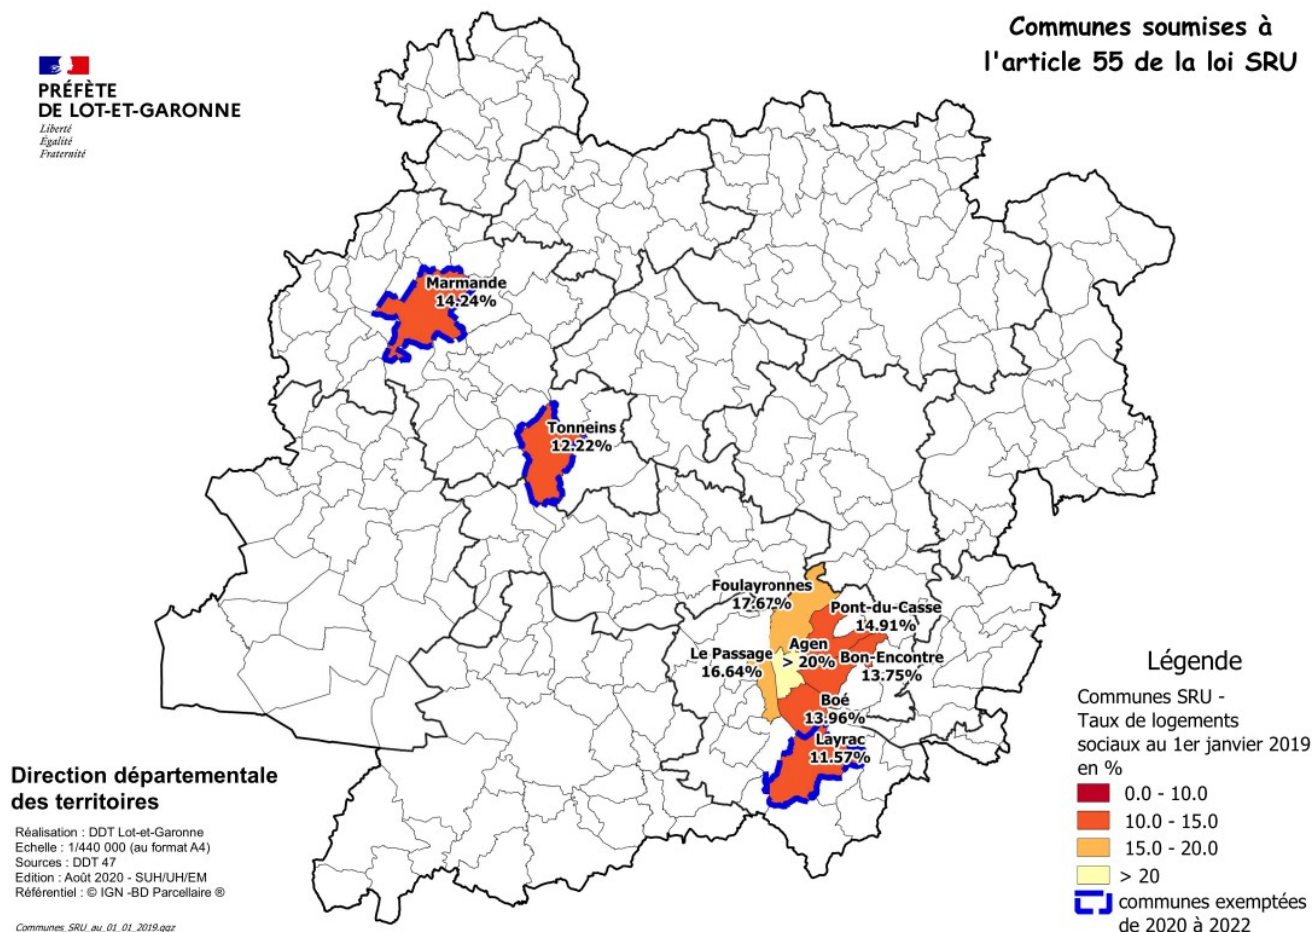 Communes soumises à
l'article 55 de la loi SRU
PRÉFÈTE
DE LOT-ET-GARONNE
Liberté
Égalité
Fraternité
Marmande
14.24%
Tonneins
12.22%
Foulayronnes
17.67%
Pont-du-Casse
14.91%
Agen
> 20%
Le Passage
16.64%
Bon-Encontre
13.75%
Boé
13.96%
Layrac
11.57%
Légende
Communes SRU -
Taux de logements
sociaux au 1er janvier 2019
en %
0.0 - 10.0
10.0 - 15.0
15.0 - 20.0
> 20
communes exemptées
de 2020 à 2022
Direction départementale
des territoires
Réalisation : DDT Lot-et-Garonne
Echelle : 1/440 000 (au format A4)
Sources : DDT 47
Edition : Août 2020 - SUH/UH/EM
Référentiel : © IGN -BD Parcellaire ®
Communes_SRU_au_01_01_2019.qgz